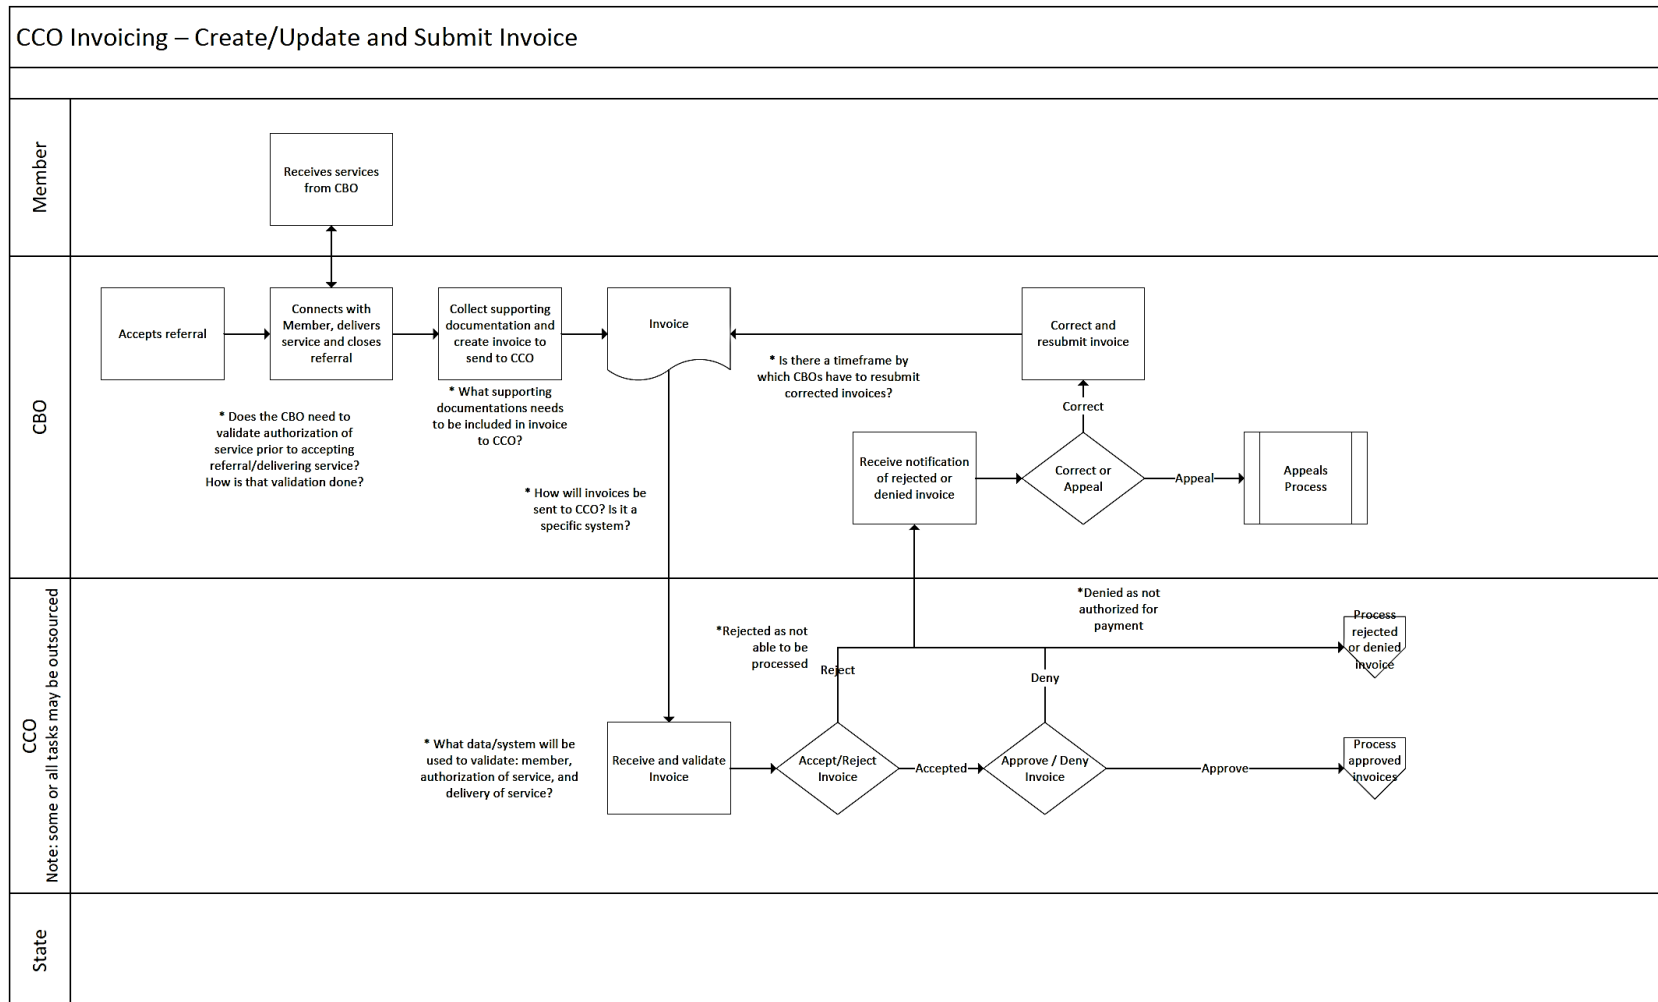 CCO Invoicing – Create/Update and Submit Invoice
Member
Receives services
from CBO
CBO
Accepts referral
Connects with
Member, delivers
service and closes
referral
Collect supporting
documentation and
create invoice to
send to CCO
Invoice
Correct and
resubmit invoice
* Is there a timeframe by
which CBOs have to resubmit
corrected invoices?
* What supporting
documentations needs
to be included in invoice
to CCO?
* Does the CBO need to
validate authorization of
service prior to accepting
referral/delivering service?
How is that validation done?
Correct
Receive notification
of rejected or
denied invoice
Correct or
Appeal
Appeal
Appeals
Process
* How will invoices be
sent to CCO? Is it a
specific system?
CCO
Note: some or all tasks may be outsourced
*Denied as not
authorized for
payment
*Rejected as not
able to be
processed
Reject
Deny
Process
rejected
or denied
invoice
* What data/system will be
used to validate: member,
authorization of service, and
delivery of service?
Receive and validate
Invoice
Accept/Reject
Invoice
Accepted
Approve / Deny
Invoice
Approve
Process
approved
invoices
State